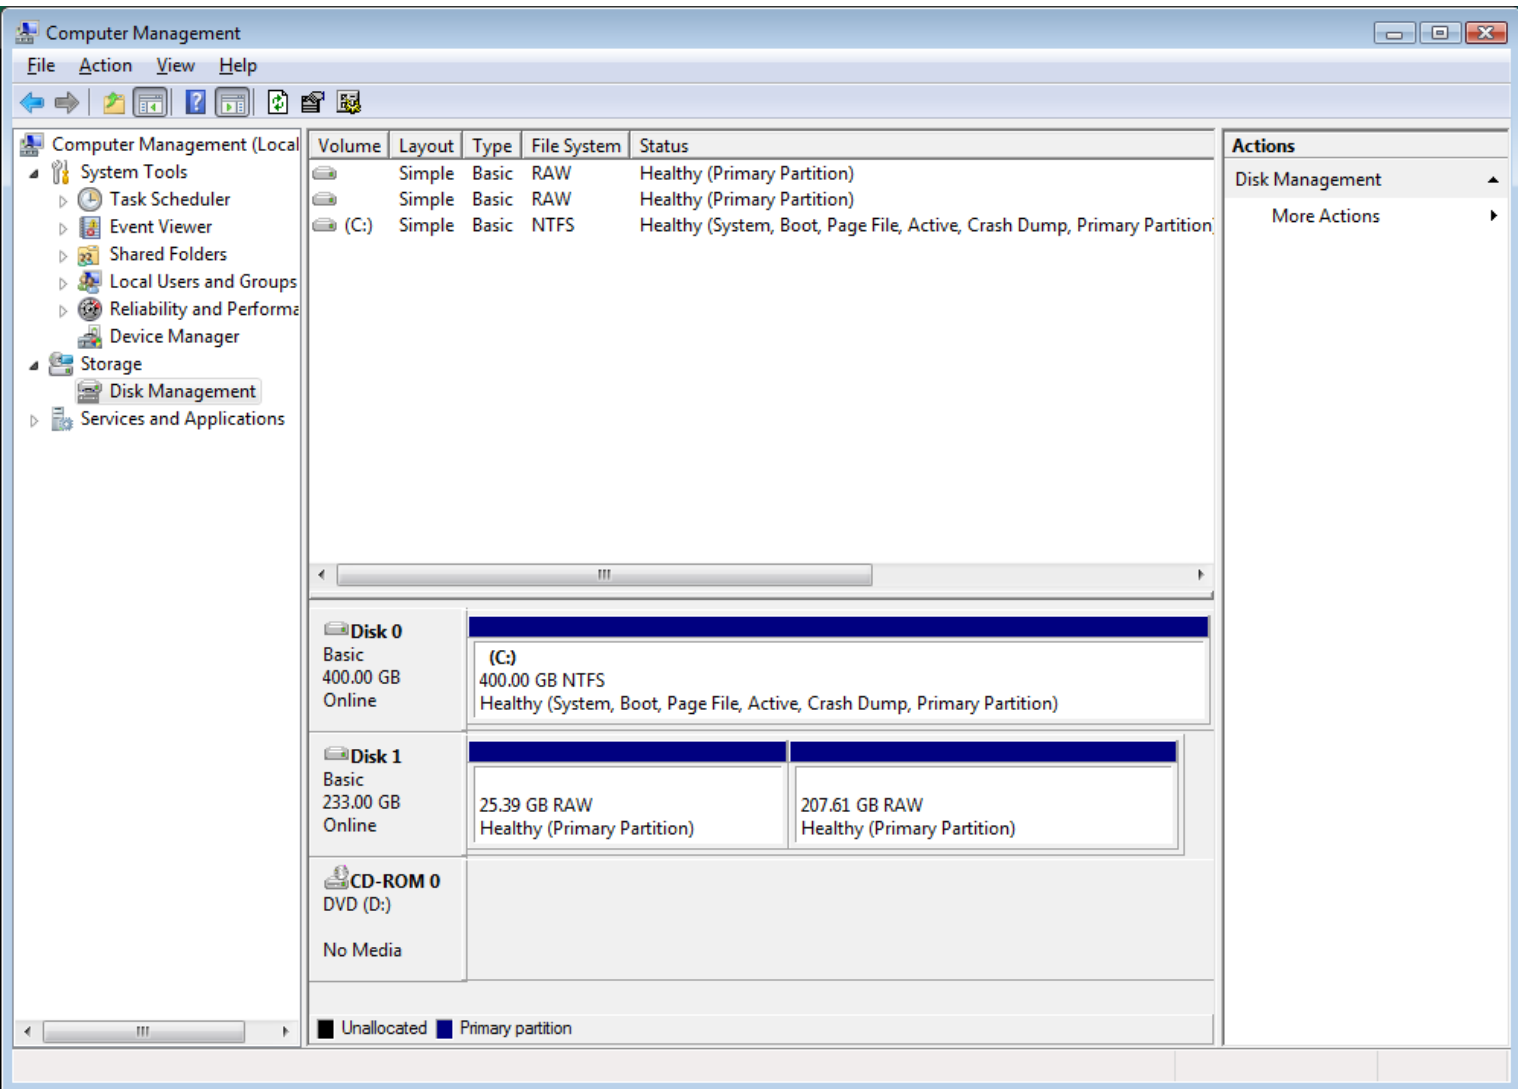 Computer Management
File Action View Help
Computer Management (Local
System Tools
Task Scheduler
Event Viewer
Shared Folders
Local Users and Groups
Reliability and Performa
Device Manager
Storage
Disk Management
Services and Applications
Volume Layout Type File System Status
Simple Basic RAW Healthy (Primary Partition)
Simple Basic RAW Healthy (Primary Partition)
(C:) Simple Basic NTFS Healthy (System, Boot, Page File, Active, Crash Dump, Primary Partition)
Disk 0
Basic
400.00 GB
Online
(C:)
400.00 GB NTFS
Healthy (System, Boot, Page File, Active, Crash Dump, Primary Partition)
Disk 1
Basic
233.00 GB
Online
25.39 GB RAW
Healthy (Primary Partition)
207.61 GB RAW
Healthy (Primary Partition)
CD-ROM 0
DVD (D:)
No Media
Unallocated Primary partition
Actions
Disk Management
More Actions